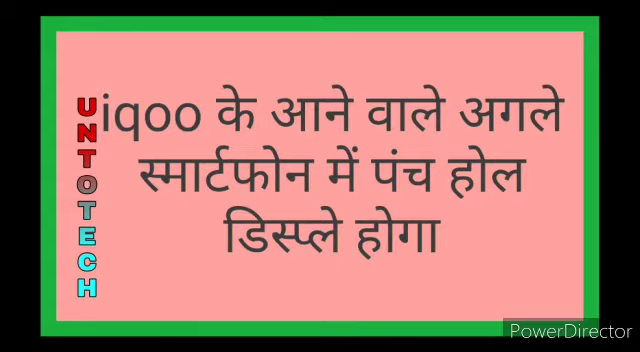 UNTOTECH
iqoo के आने वाले अगले
स्मार्टफोन में पंच होल
डिस्प्ले होगा
PowerDirector